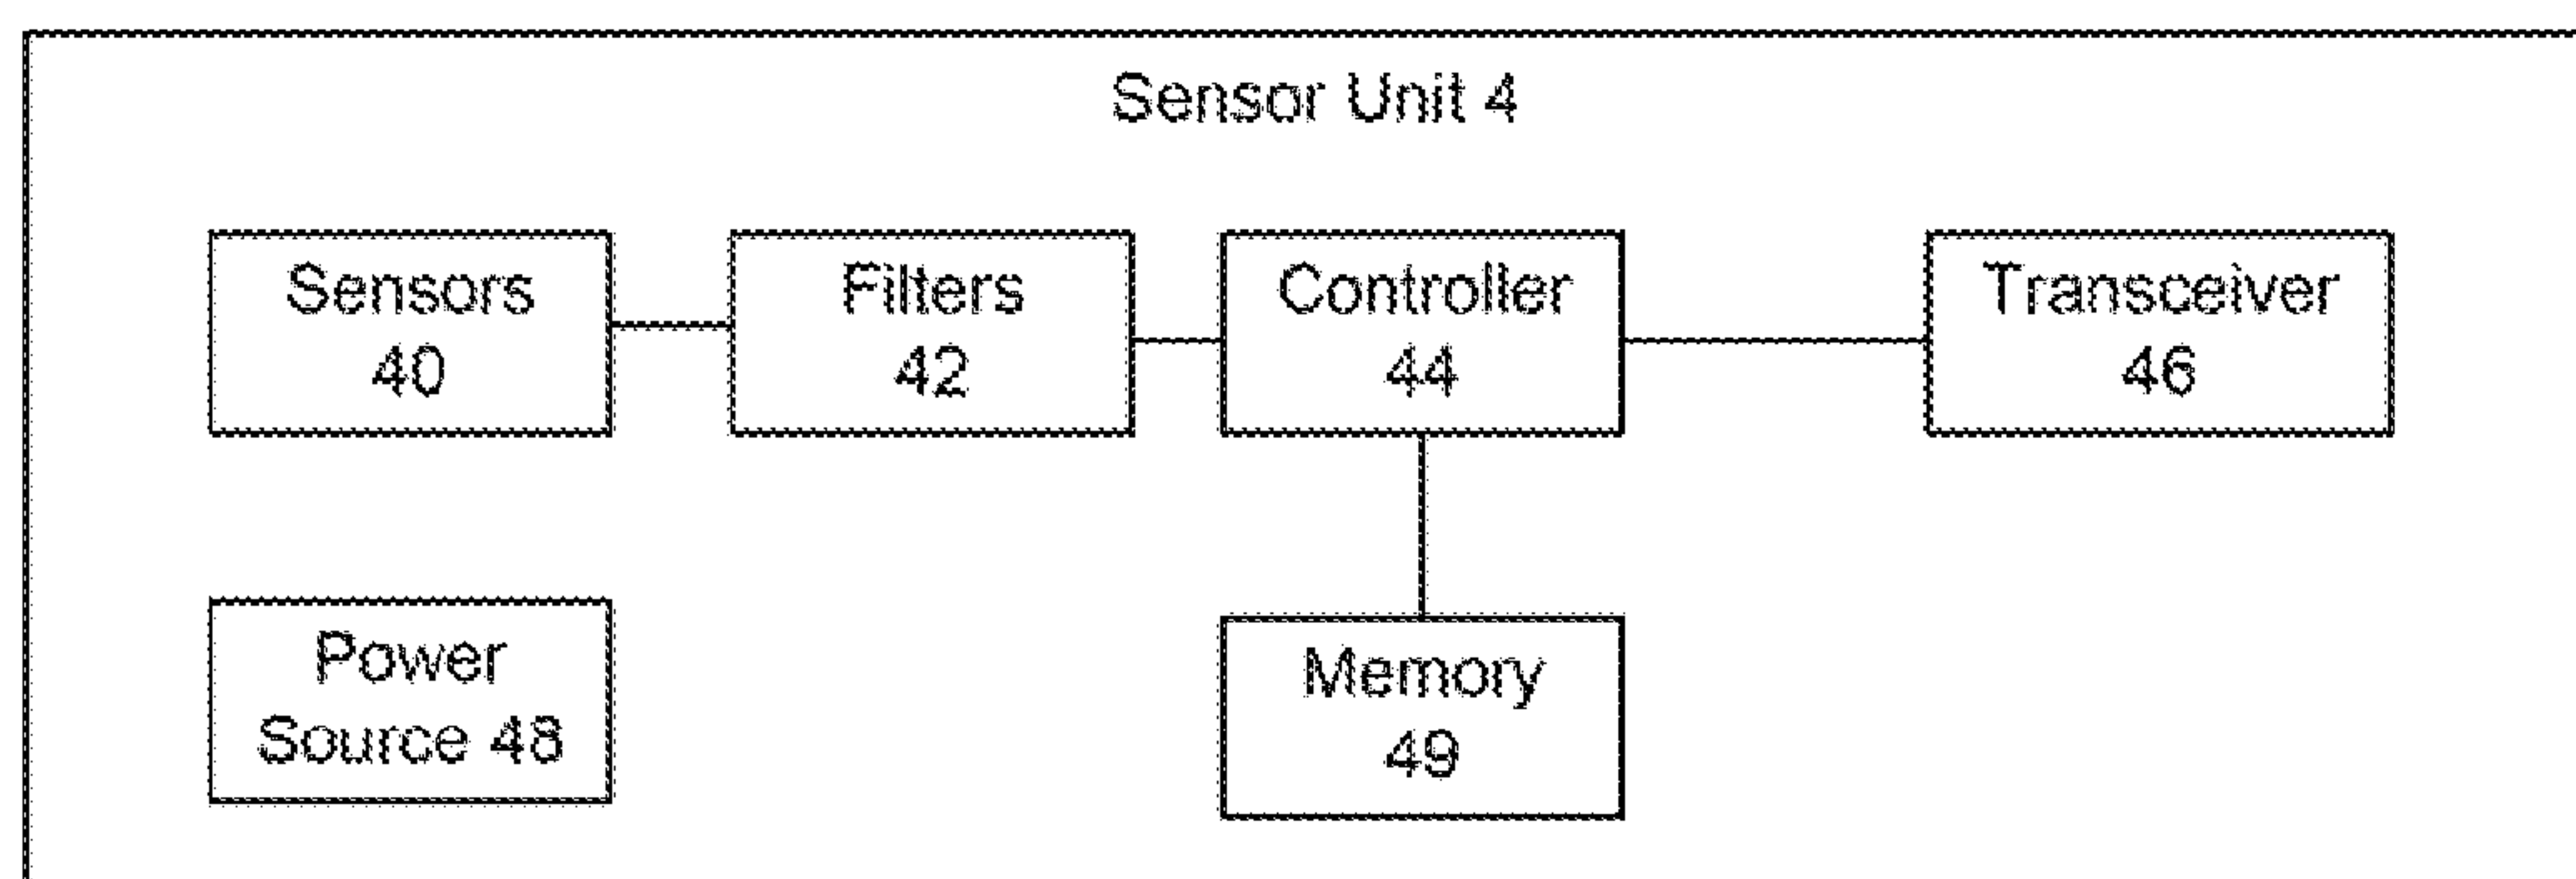 Sensor Unit 4
Sensors
40
Filters
42
Controller
44
Transceiver
46
Power
Source 48
Memory
49